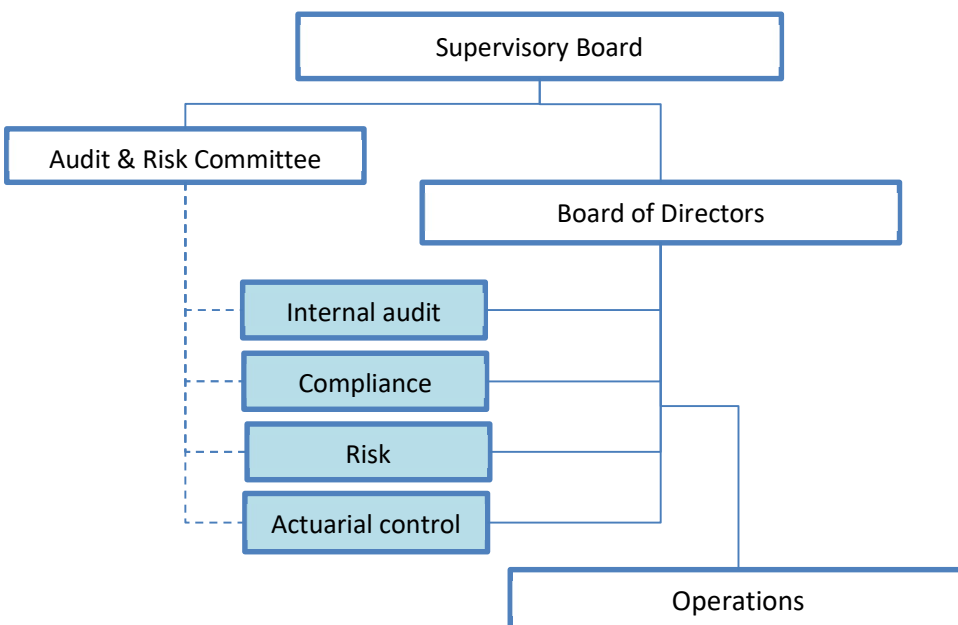 Supervisory Board
Audit & Risk Committee
Board of Directors
Internal audit
Compliance
Risk
Actuarial control
Operations